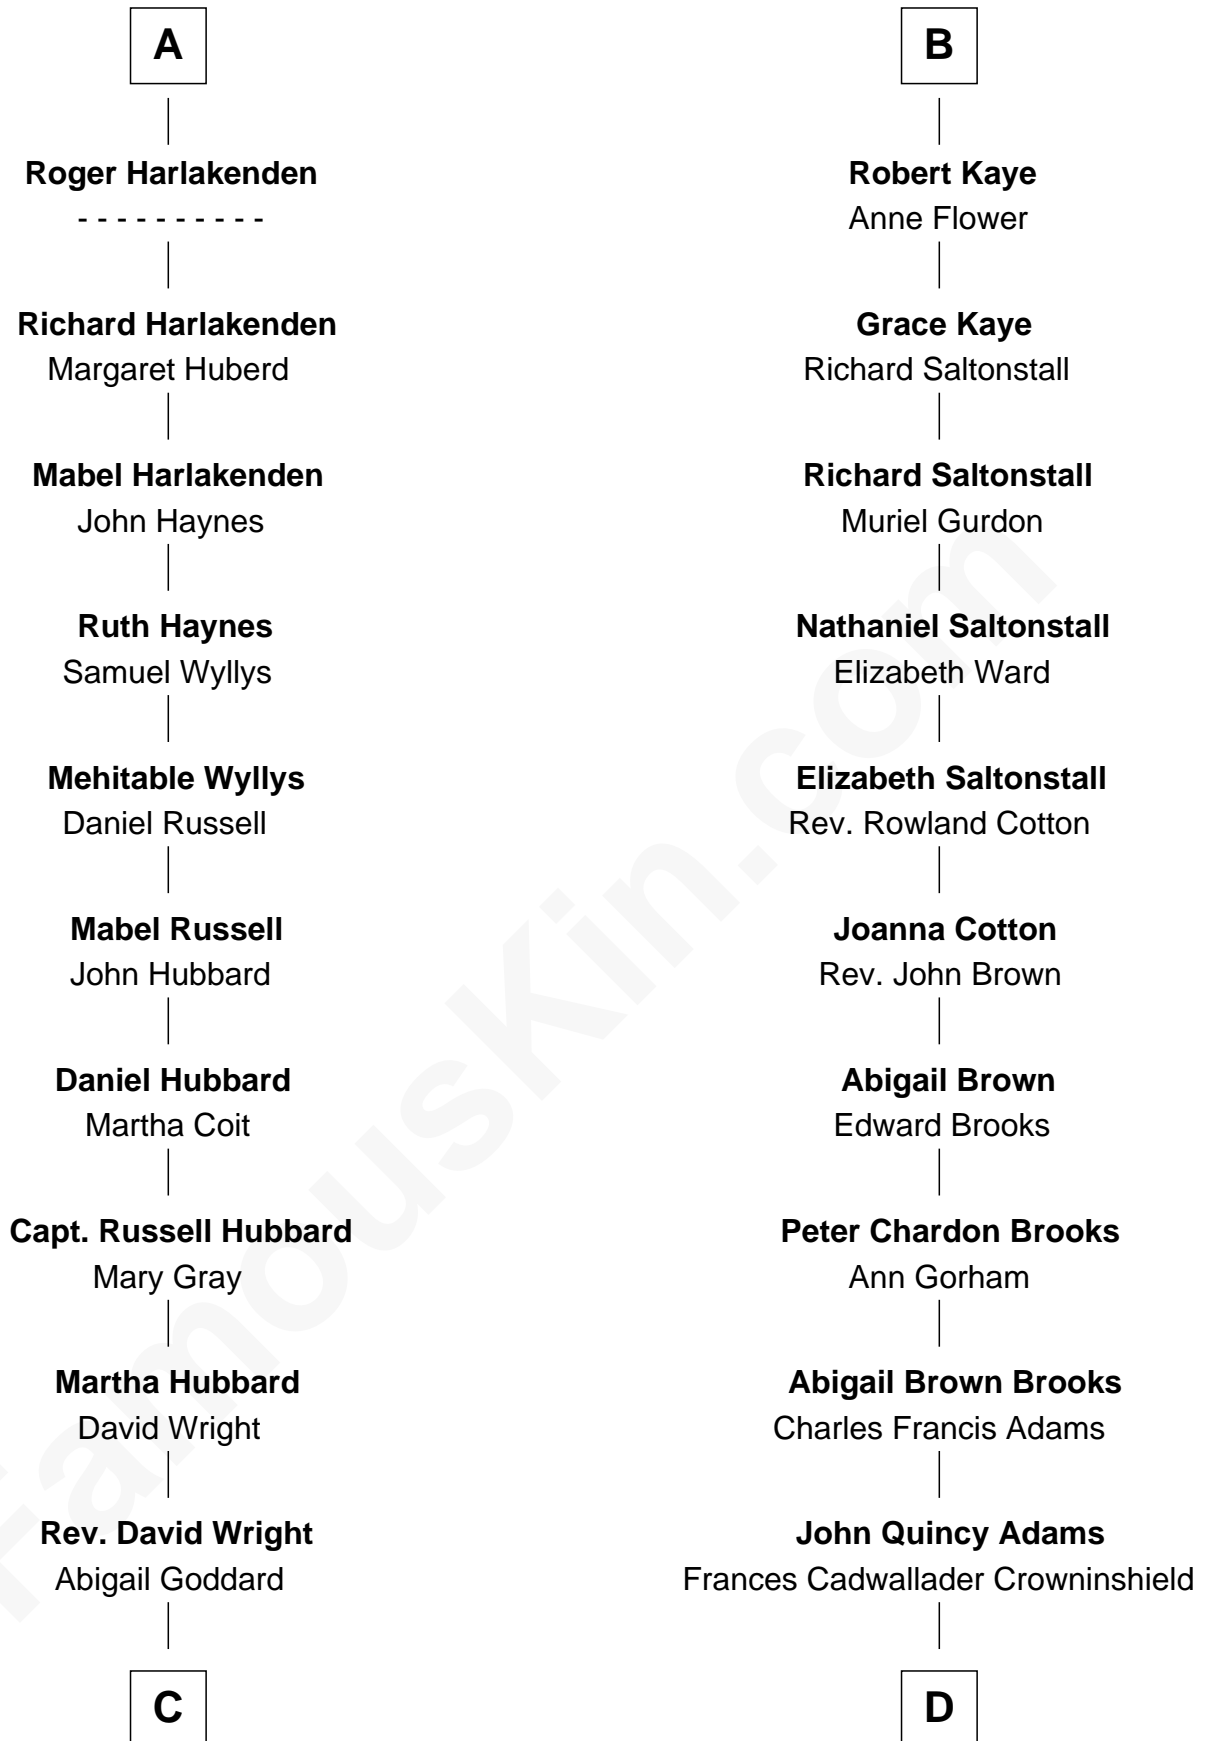 A
Roger Harlakenden
- - - - - - - - - -
Richard Harlakenden
Margaret Huberd
Mabel Harlakenden
John Haynes
Ruth Haynes
Samuel Wyllys
Mehitable Wyllys
Daniel Russell
Mabel Russell
John Hubbard
Daniel Hubbard
Martha Coit
Capt. Russell Hubbard
Mary Gray
Martha Hubbard
David Wright
Rev. David Wright
Abigail Goddard
C
B
Robert Kaye
Anne Flower
Grace Kaye
Richard Saltonstall
Richard Saltonstall
Muriel Gurdon
Nathaniel Saltonstall
Elizabeth Ward
Elizabeth Saltonstall
Rev. Rowland Cotton
Joanna Cotton
Rev. John Brown
Abigail Brown
Edward Brooks
Peter Chardon Brooks
Ann Gorham
Abigail Brown Brooks
Charles Francis Adams
John Quincy Adams
Frances Cadwallader Crowninshield
D
FamousKin.com